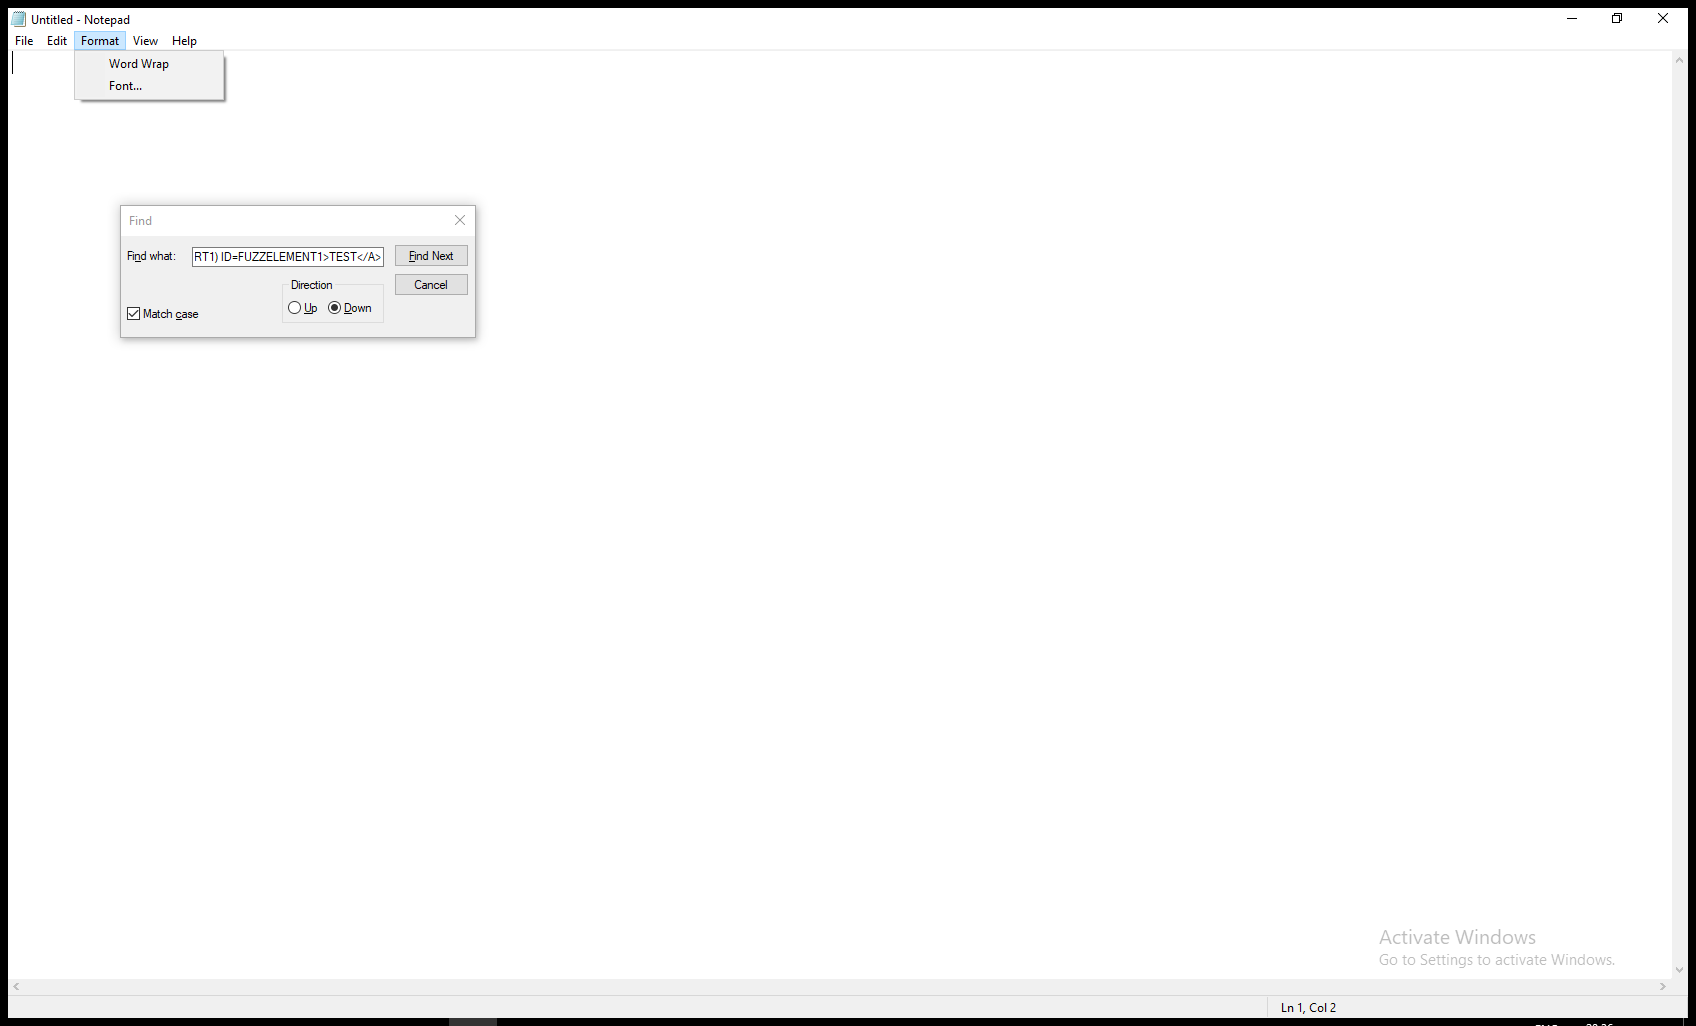 Untitled - Notepad
File Edit Format View Help
Word Wrap
Font...
Find
Find what: RT1) ID=FUZZELEMENT1>TEST</A> Find Next
Direction Cancel
Up Down
Match case
Activate Windows
Go to Settings to activate Windows.
Ln 1, Col 2